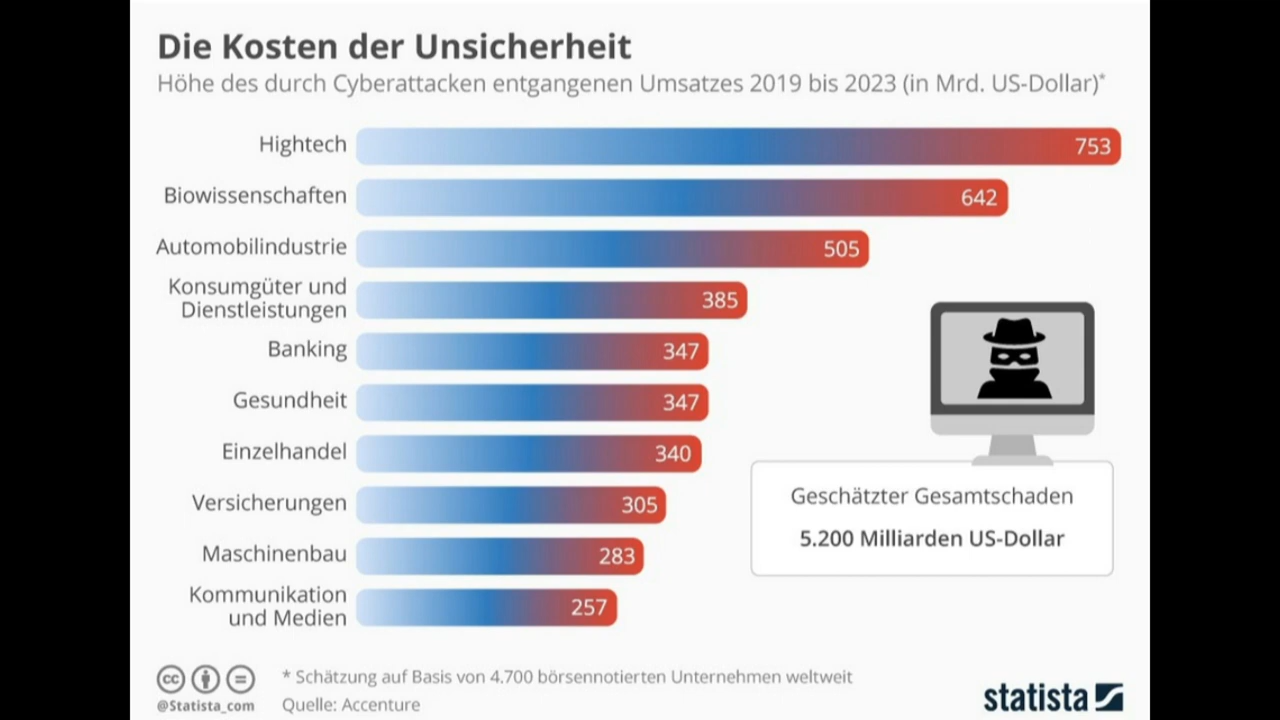 Die Kosten der Unsicherheit
Höhe des durch Cyberattacken entgangenen Umsatzes 2019 bis 2023 (in Mrd. US-Dollar)*
Hightech 753
Biowissenschaften 642
Automobilindustrie 505
Konsumgüter und
Dienstleistungen 385
Banking 347
Gesundheit 347
Einzelhandel 340
Versicherungen 305
Maschinenbau 283
Kommunikation
und Medien 257
Geschätzter Gesamtschaden
5.200 Milliarden US-Dollar
* Schätzung auf Basis von 4.700 börsennotierten Unternehmen weltweit
Quelle: Accenture
cc
@Statista_com
statista